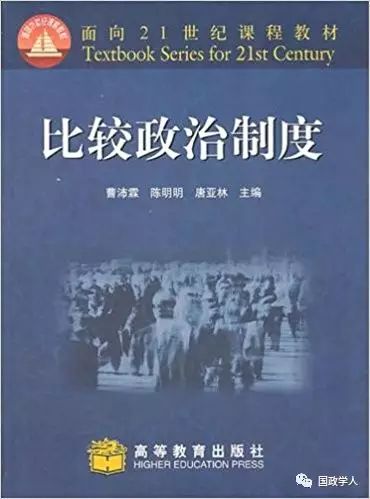 面向21世纪课程教材
Textbook Series for 21st Century
比较政治制度
曹沛霖 陈明明 唐亚林 主编
高等教育出版社
HIGHER EDUCATION PRESS
国政学人